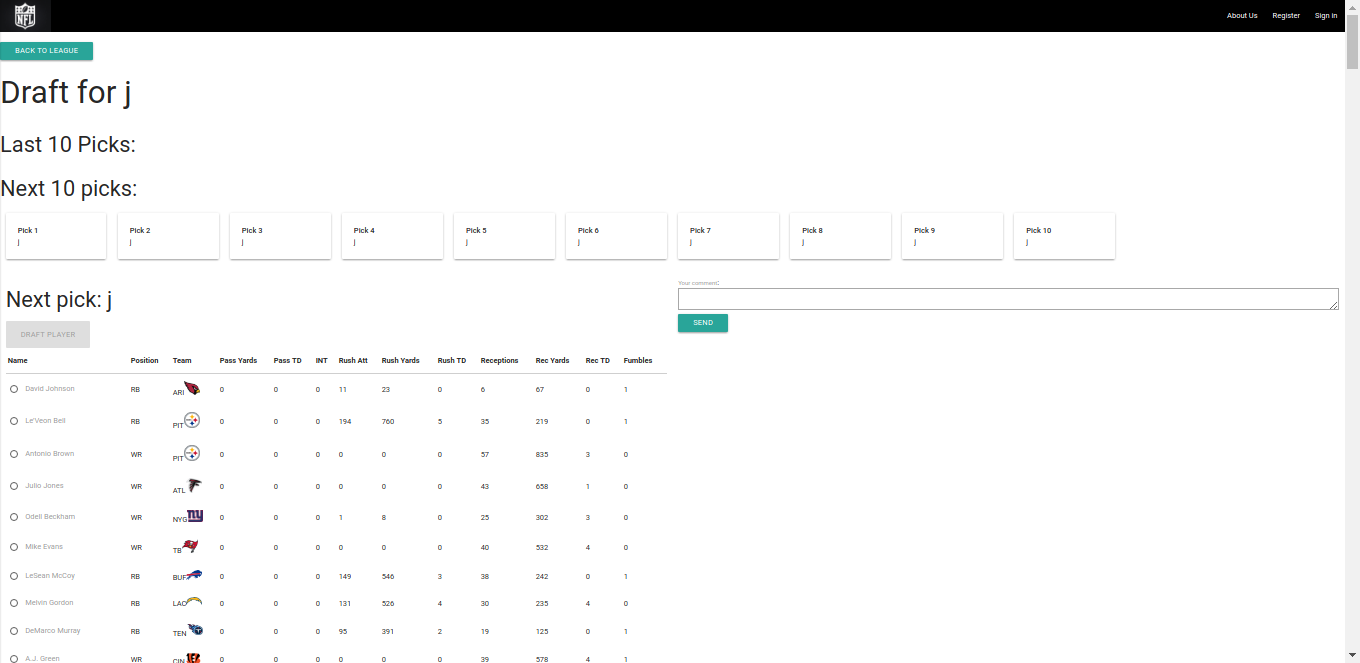 NFL
About Us Register Sign in
BACK TO LEAGUE
Draft for j
Last 10 Picks:
Next 10 picks:
Pick 1 Pick 2 Pick 3 Pick 4 Pick 5 Pick 6 Pick 7 Pick 8 Pick 9 Pick 10
j j j j j j j j j j
Next pick: j
DRAFT PLAYER
Your comment:
SEND
Name Position Team Pass Yards Pass TD INT Rush Att Rush Yards Rush TD Receptions Rec Yards Rec TD Fumbles
David Johnson RB ARI 0 0 0 11 23 0 6 67 0 1
Le'Veon Bell RB PIT 0 0 0 194 760 5 35 219 0 1
Antonio Brown WR PIT 0 0 0 0 0 0 57 835 3 0
Julio Jones WR ATL 0 0 0 0 0 0 43 658 1 0
Odell Beckham WR NYG 0 0 0 1 8 0 25 302 3 0
Mike Evans WR TB 0 0 0 0 0 0 40 532 4 0
LeSean McCoy RB BUF 0 0 0 149 546 3 38 242 0 1
Melvin Gordon RB LAC 0 0 0 131 526 4 30 235 4 0
DeMarco Murray RB TEN 0 0 0 95 391 2 19 125 0 1
A.J. Green WR CIN 0 0 0 0 0 0 39 578 4 1